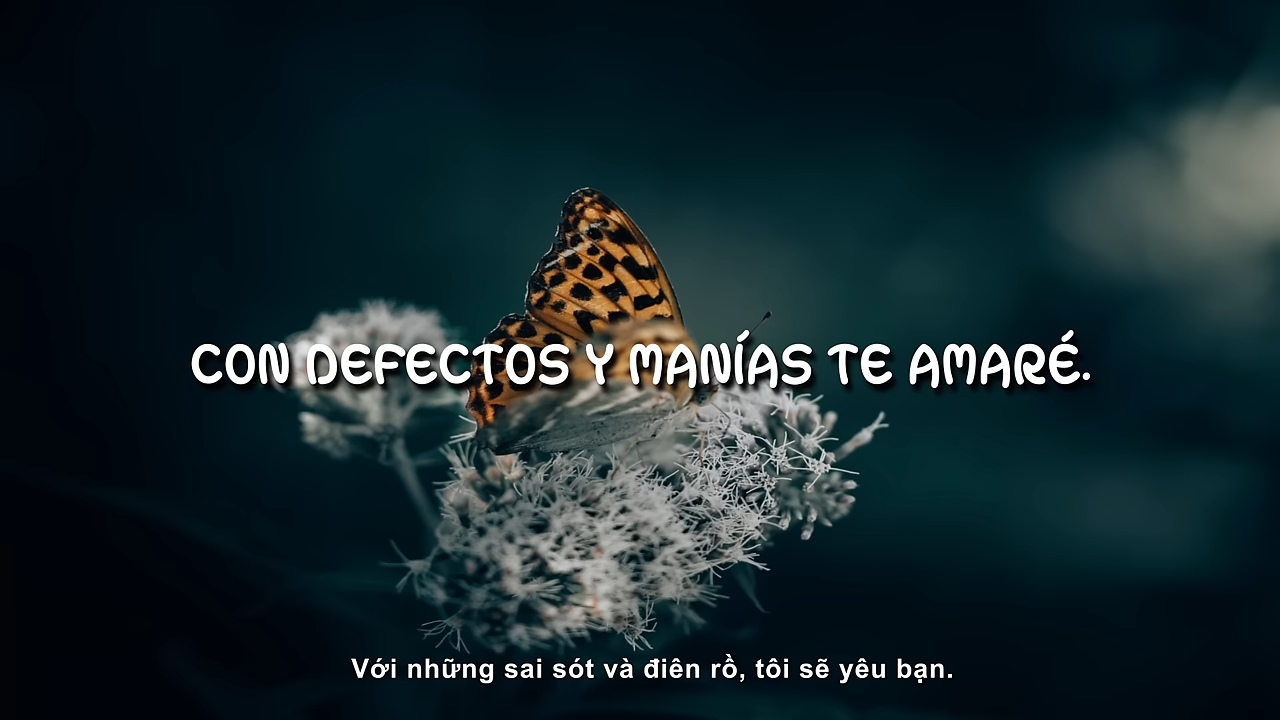 CON DEFECTOS Y MANÍAS TE AMARÉ.
Với những sai sót và điên rồ, tôi sẽ yêu bạn.